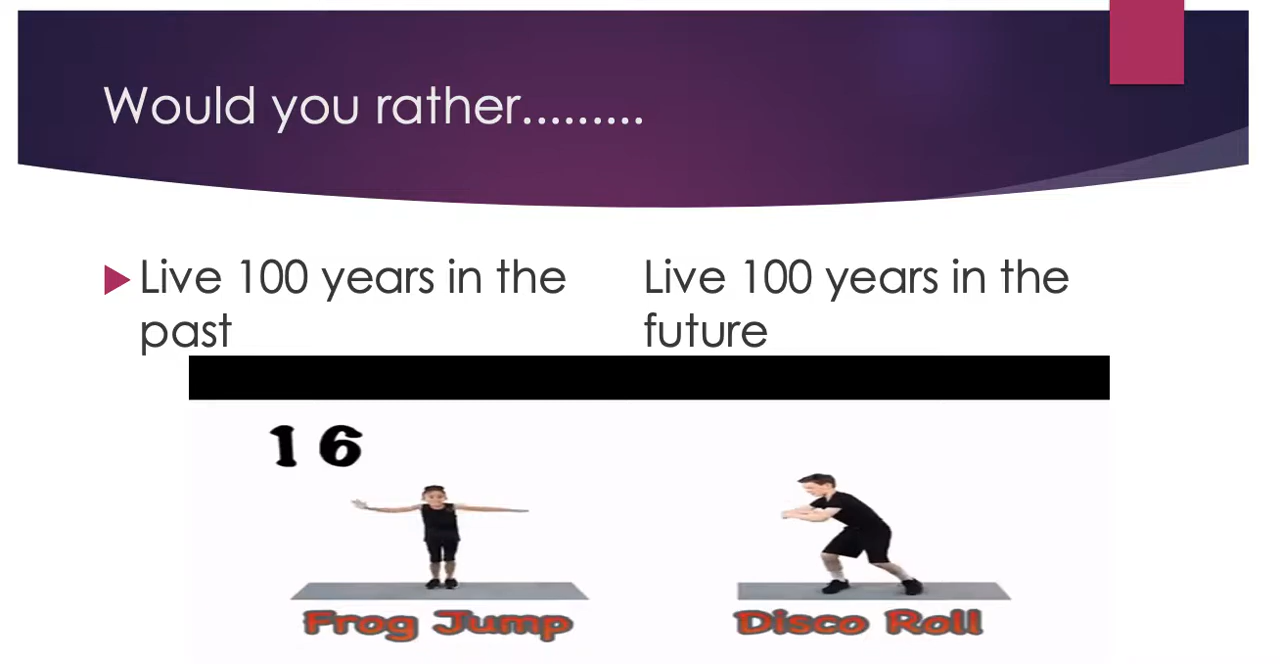 Would you rather.........
Live 100 years in the
past
Live 100 years in the
future
16
Frog Jump
Disco Roll